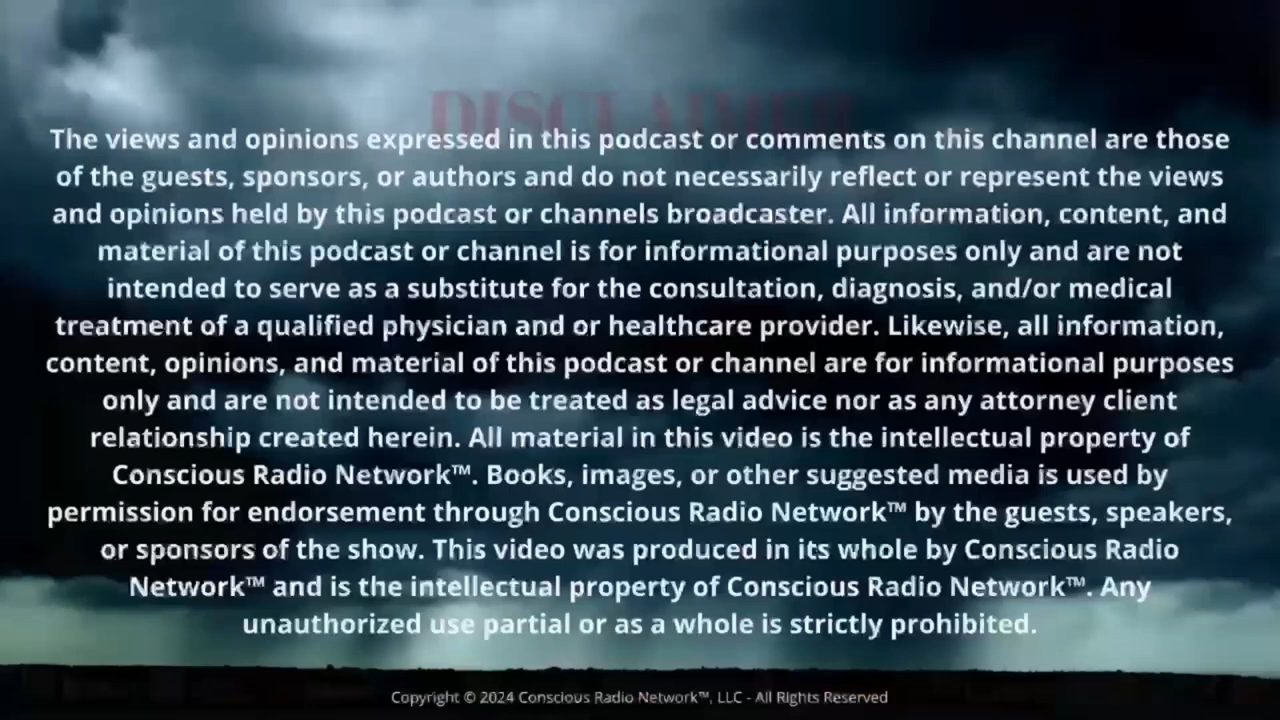 DISCLAIMER
The views and opinions expressed in this podcast or comments on this channel are those
of the guests, sponsors, or authors and do not necessarily reflect or represent the views
and opinions held by this podcast or channels broadcaster. All information, content, and
material of this podcast or channel is for informational purposes only and are not
intended to serve as a substitute for the consultation, diagnosis, and/or medical
treatment of a qualified physician and or healthcare provider. Likewise, all information,
content, opinions, and material of this podcast or channel are for informational purposes
only and are not intended to be treated as legal advice nor as any attorney client
relationship created herein. All material in this video is the intellectual property of
Conscious Radio Network™. Books, images, or other suggested media is used by
permission for endorsement through Conscious Radio Network™ by the guests, speakers,
or sponsors of the show. This video was produced in its whole by Conscious Radio
Network™ and is the intellectual property of Conscious Radio Network™. Any
unauthorized use partial or as a whole is strictly prohibited.
Copyright © 2024 Conscious Radio Network™, LLC - All Rights Reserved